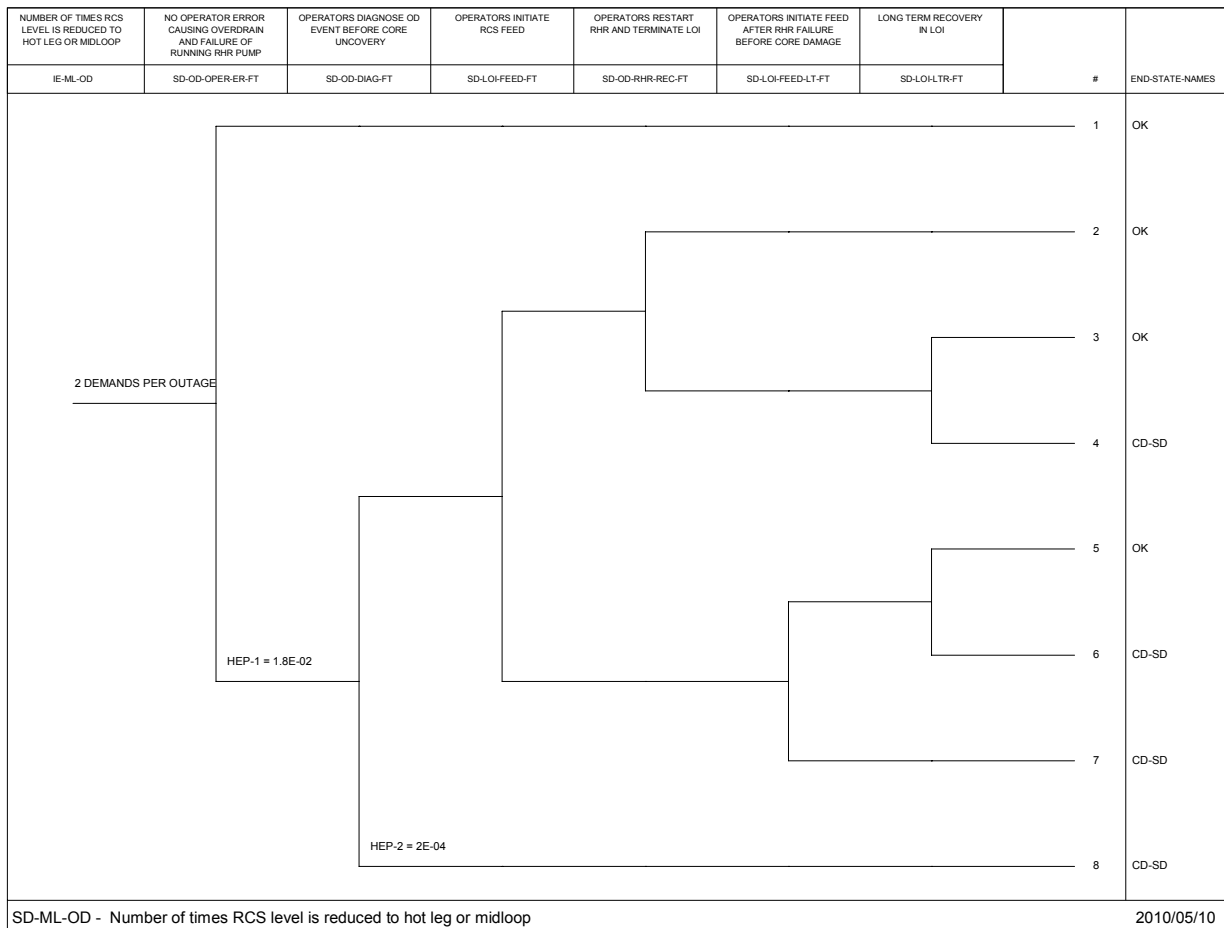 NUMBER OF TIMES RCS
LEVEL IS REDUCED TO
HOT LEG OR MIDLOOP
NO OPERATOR ERROR
CAUSING OVERDRAIN
AND FAILURE OF
RUNNING RHR PUMP
OPERATORS DIAGNOSE OD
EVENT BEFORE CORE
UNCOVERY
OPERATORS INITIATE
RCS FEED
OPERATORS RESTART
RHR AND TERMINATE LOI
OPERATORS INITIATE FEED
AFTER RHR FAILURE
BEFORE CORE DAMAGE
LONG TERM RECOVERY
IN LOI
IE-ML-OD
SD-OD-OPER-ER-FT
SD-OD-DIAG-FT
SD-LOI-FEED-FT
SD-OD-RHR-REC-FT
SD-LOI-FEED-LT-FT
SD-LOI-LTR-FT
#
END-STATE-NAMES
1 OK
2 OK
3 OK
2 DEMANDS PER OUTAGE
4 CD-SD
5 OK
HEP-1 = 1.8E-02
6 CD-SD
7 CD-SD
HEP-2 = 2E-04
8 CD-SD
SD-ML-OD - Number of times RCS level is reduced to hot leg or midloop
2010/05/10